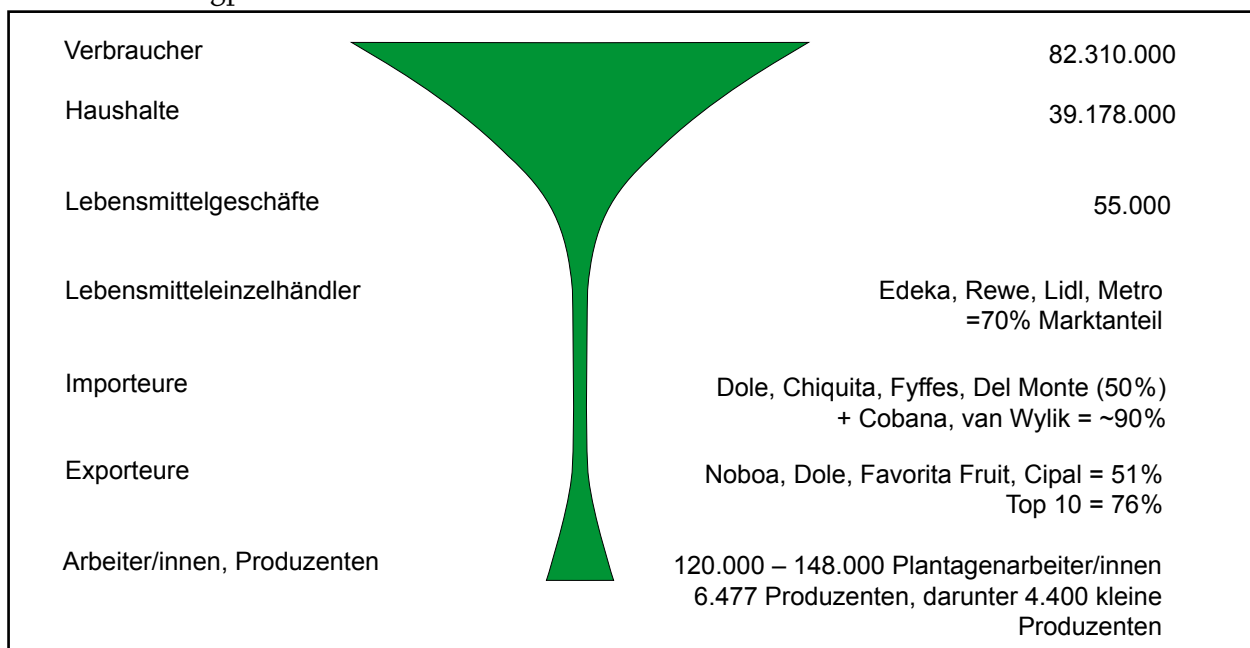 Verbraucher 82.310.000
Haushalte 39.178.000
Lebensmittelgeschäfte 55.000
Lebensmitteleinzelhändler Edeka, Rewe, Lidl, Metro
=70% Marktanteil
Importeure Dole, Chiquita, Fyffes, Del Monte (50%)
+ Cobana, van Wylik = ~90%
Exporteure Noboa, Dole, Favorita Fruit, Cipal = 51%
Top 10 = 76%
Arbeiter/innen, Produzenten 120.000 – 148.000 Plantagenarbeiter/innen
6.477 Produzenten, darunter 4.400 kleine
Produzenten